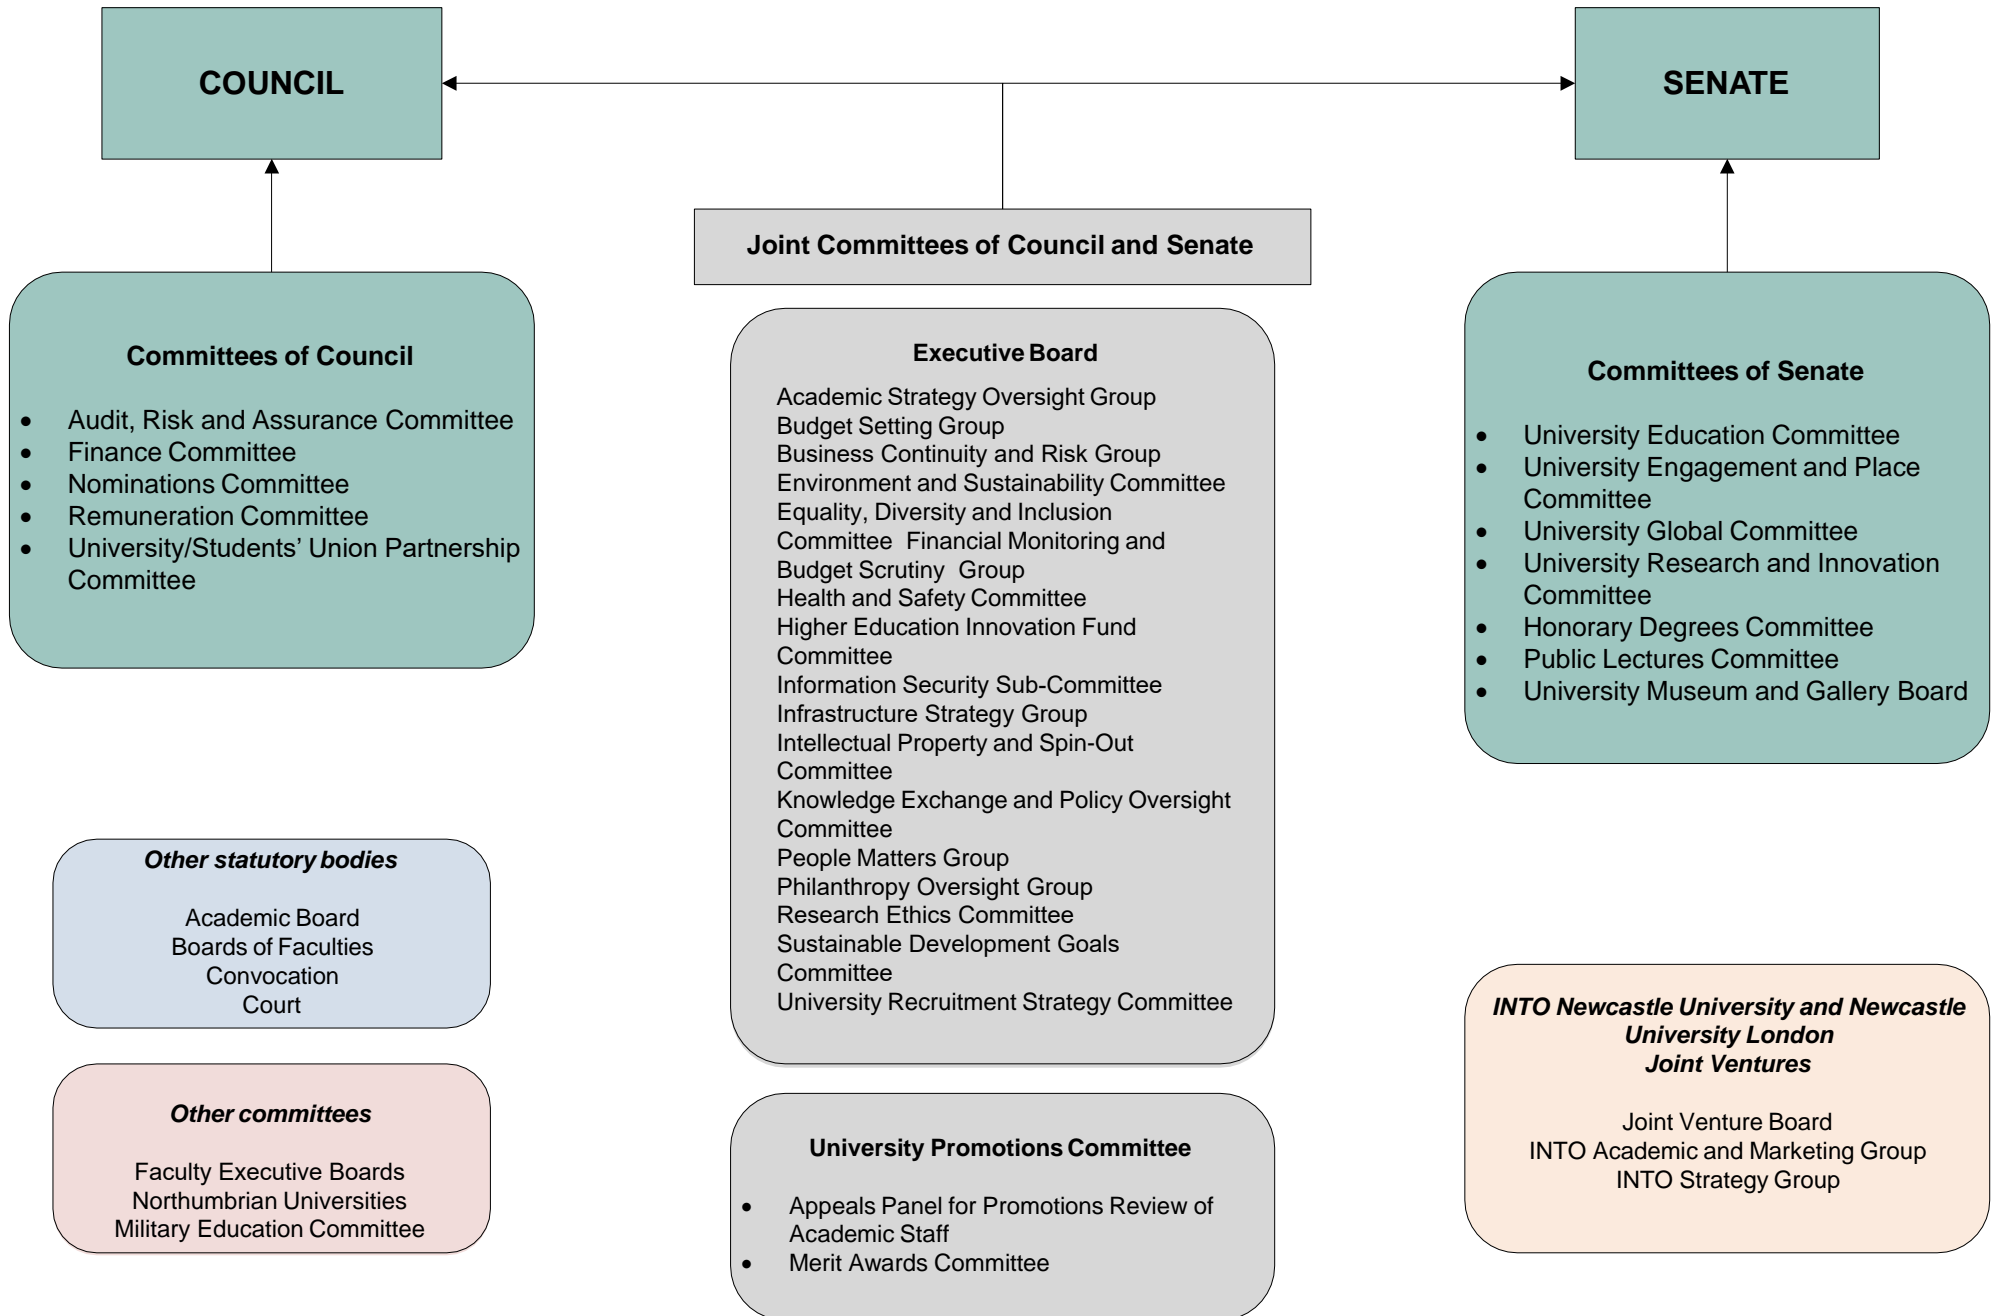 COUNCIL
SENATE
Joint Committees of Council and Senate
Committees of Council
• Audit, Risk and Assurance Committee
• Finance Committee
• Nominations Committee
• Remuneration Committee
• University/Students’ Union Partnership
Committee
Executive Board
Academic Strategy Oversight Group
Budget Setting Group
Business Continuity and Risk Group
Environment and Sustainability Committee
Equality, Diversity and Inclusion
Committee Financial Monitoring and
Budget Scrutiny Group
Health and Safety Committee
Higher Education Innovation Fund
Committee
Information Security Sub-Committee
Infrastructure Strategy Group
Intellectual Property and Spin-Out
Committee
Knowledge Exchange and Policy Oversight
Committee
People Matters Group
Philanthropy Oversight Group
Research Ethics Committee
Sustainable Development Goals
Committee
University Recruitment Strategy Committee
Committees of Senate
• University Education Committee
• University Engagement and Place
Committee
• University Global Committee
• University Research and Innovation
Committee
• Honorary Degrees Committee
• Public Lectures Committee
• University Museum and Gallery Board
Other statutory bodies
Academic Board
Boards of Faculties
Convocation
Court
Other committees
Faculty Executive Boards
Northumbrian Universities
Military Education Committee
University Promotions Committee
• Appeals Panel for Promotions Review of
Academic Staff
• Merit Awards Committee
INTO Newcastle University and Newcastle
University London
Joint Ventures
Joint Venture Board
INTO Academic and Marketing Group
INTO Strategy Group